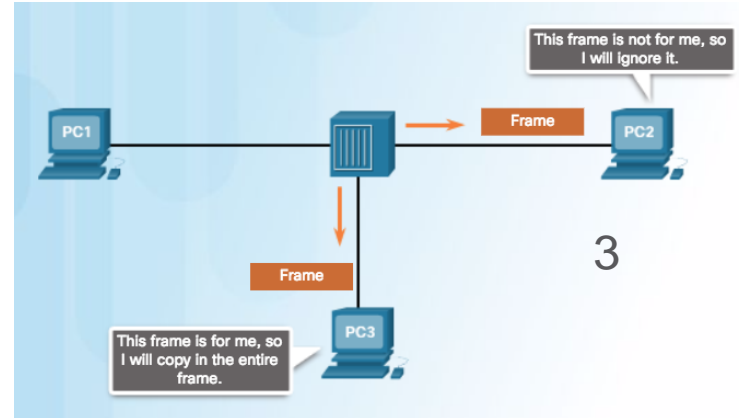 This frame is not for me, so
I will ignore it.
PC1
Frame
PC2
3
Frame
PC3
This frame is for me, so
I will copy in the entire
frame.